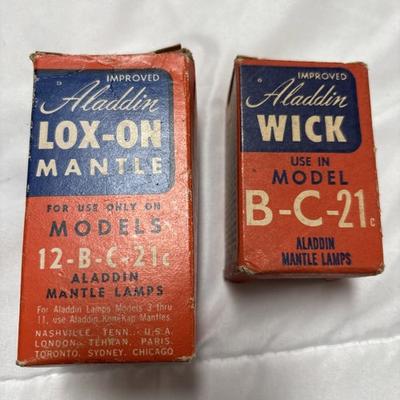 IMPROVED
Aladdin
LOX-ON
MANTLE
FOR USE ONLY ON
MODELS
12-B-C-21c
ALADDIN
MANTLE LAMPS
For Aladdin Lamps Models 3 thru
11, use Aladdin Kone-Kap Mantles.
NASHVILLE, TENN., U.S.A.
LONDON, TEHRAN, PARIS,
TORONTO, SYDNEY, CHICAGO
IMPROVED
Aladdin
WICK
USE IN
MODEL
B-C-21c
ALADDIN
MANTLE LAMPS